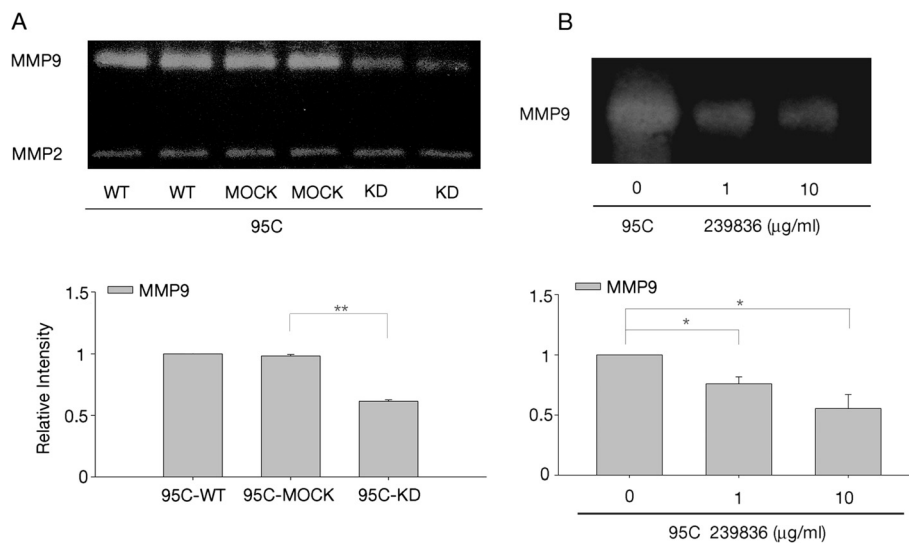 A
MMP9
MMP2
WT WT MOCK MOCK KD KD
95C
MMP9
1.5
1
0.5
0
Relative Intensity
**
95C-WT 95C-MOCK 95C-KD
B
MMP9
0 1 10
95C 239836 (µg/ml)
MMP9
1.5
1
0.5
0
*
*
0 1 10
95C 239836 (µg/ml)